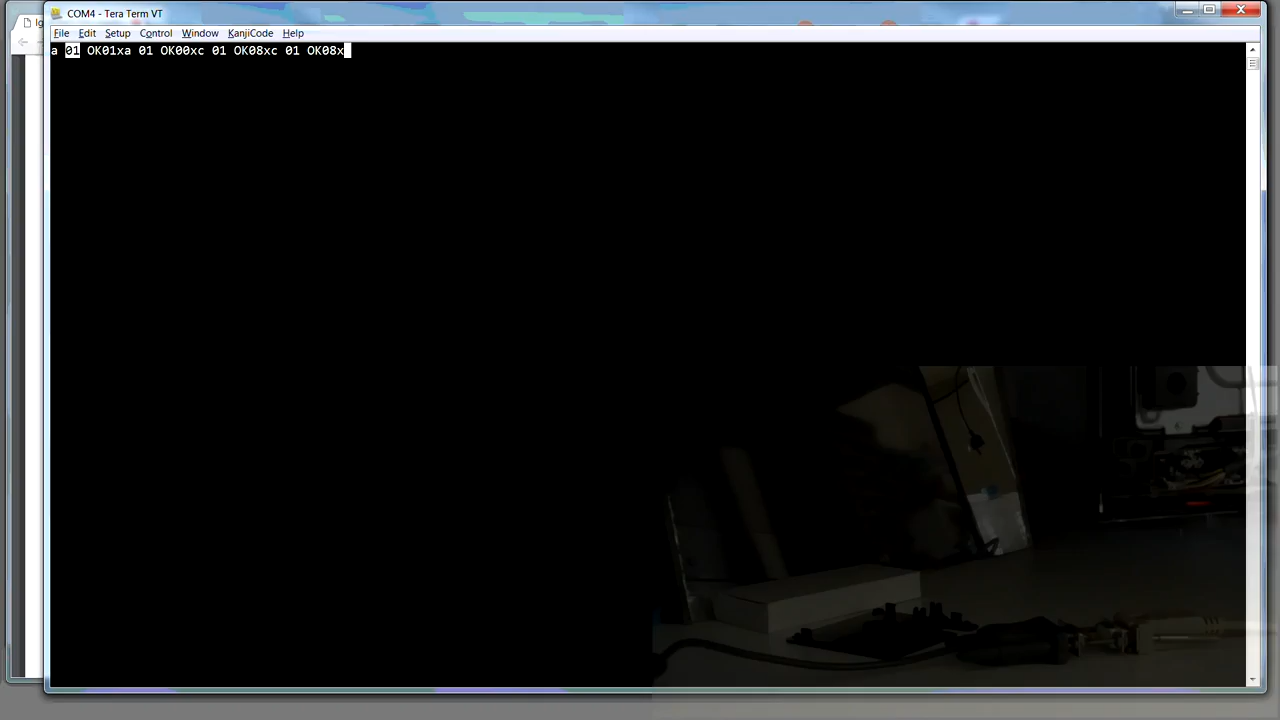 COM4 - Tera Term VT
File Edit Setup Control Window KanjiCode Help
a 01 OK01xa 01 OK00xc 01 OK08xc 01 OK08x